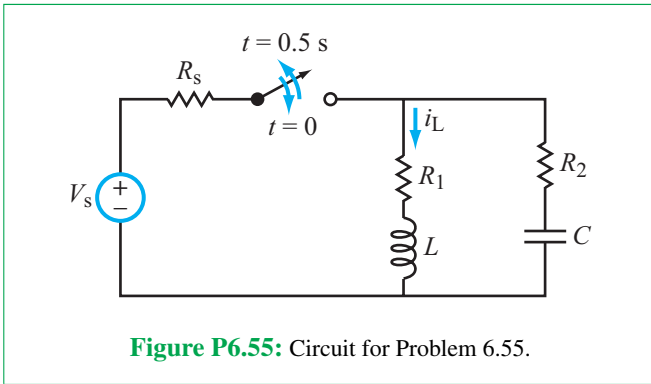 t = 0.5 s
Rs
t = 0
iL
R1
R2
Vs
+
−
L
C
Figure P6.55: Circuit for Problem 6.55.